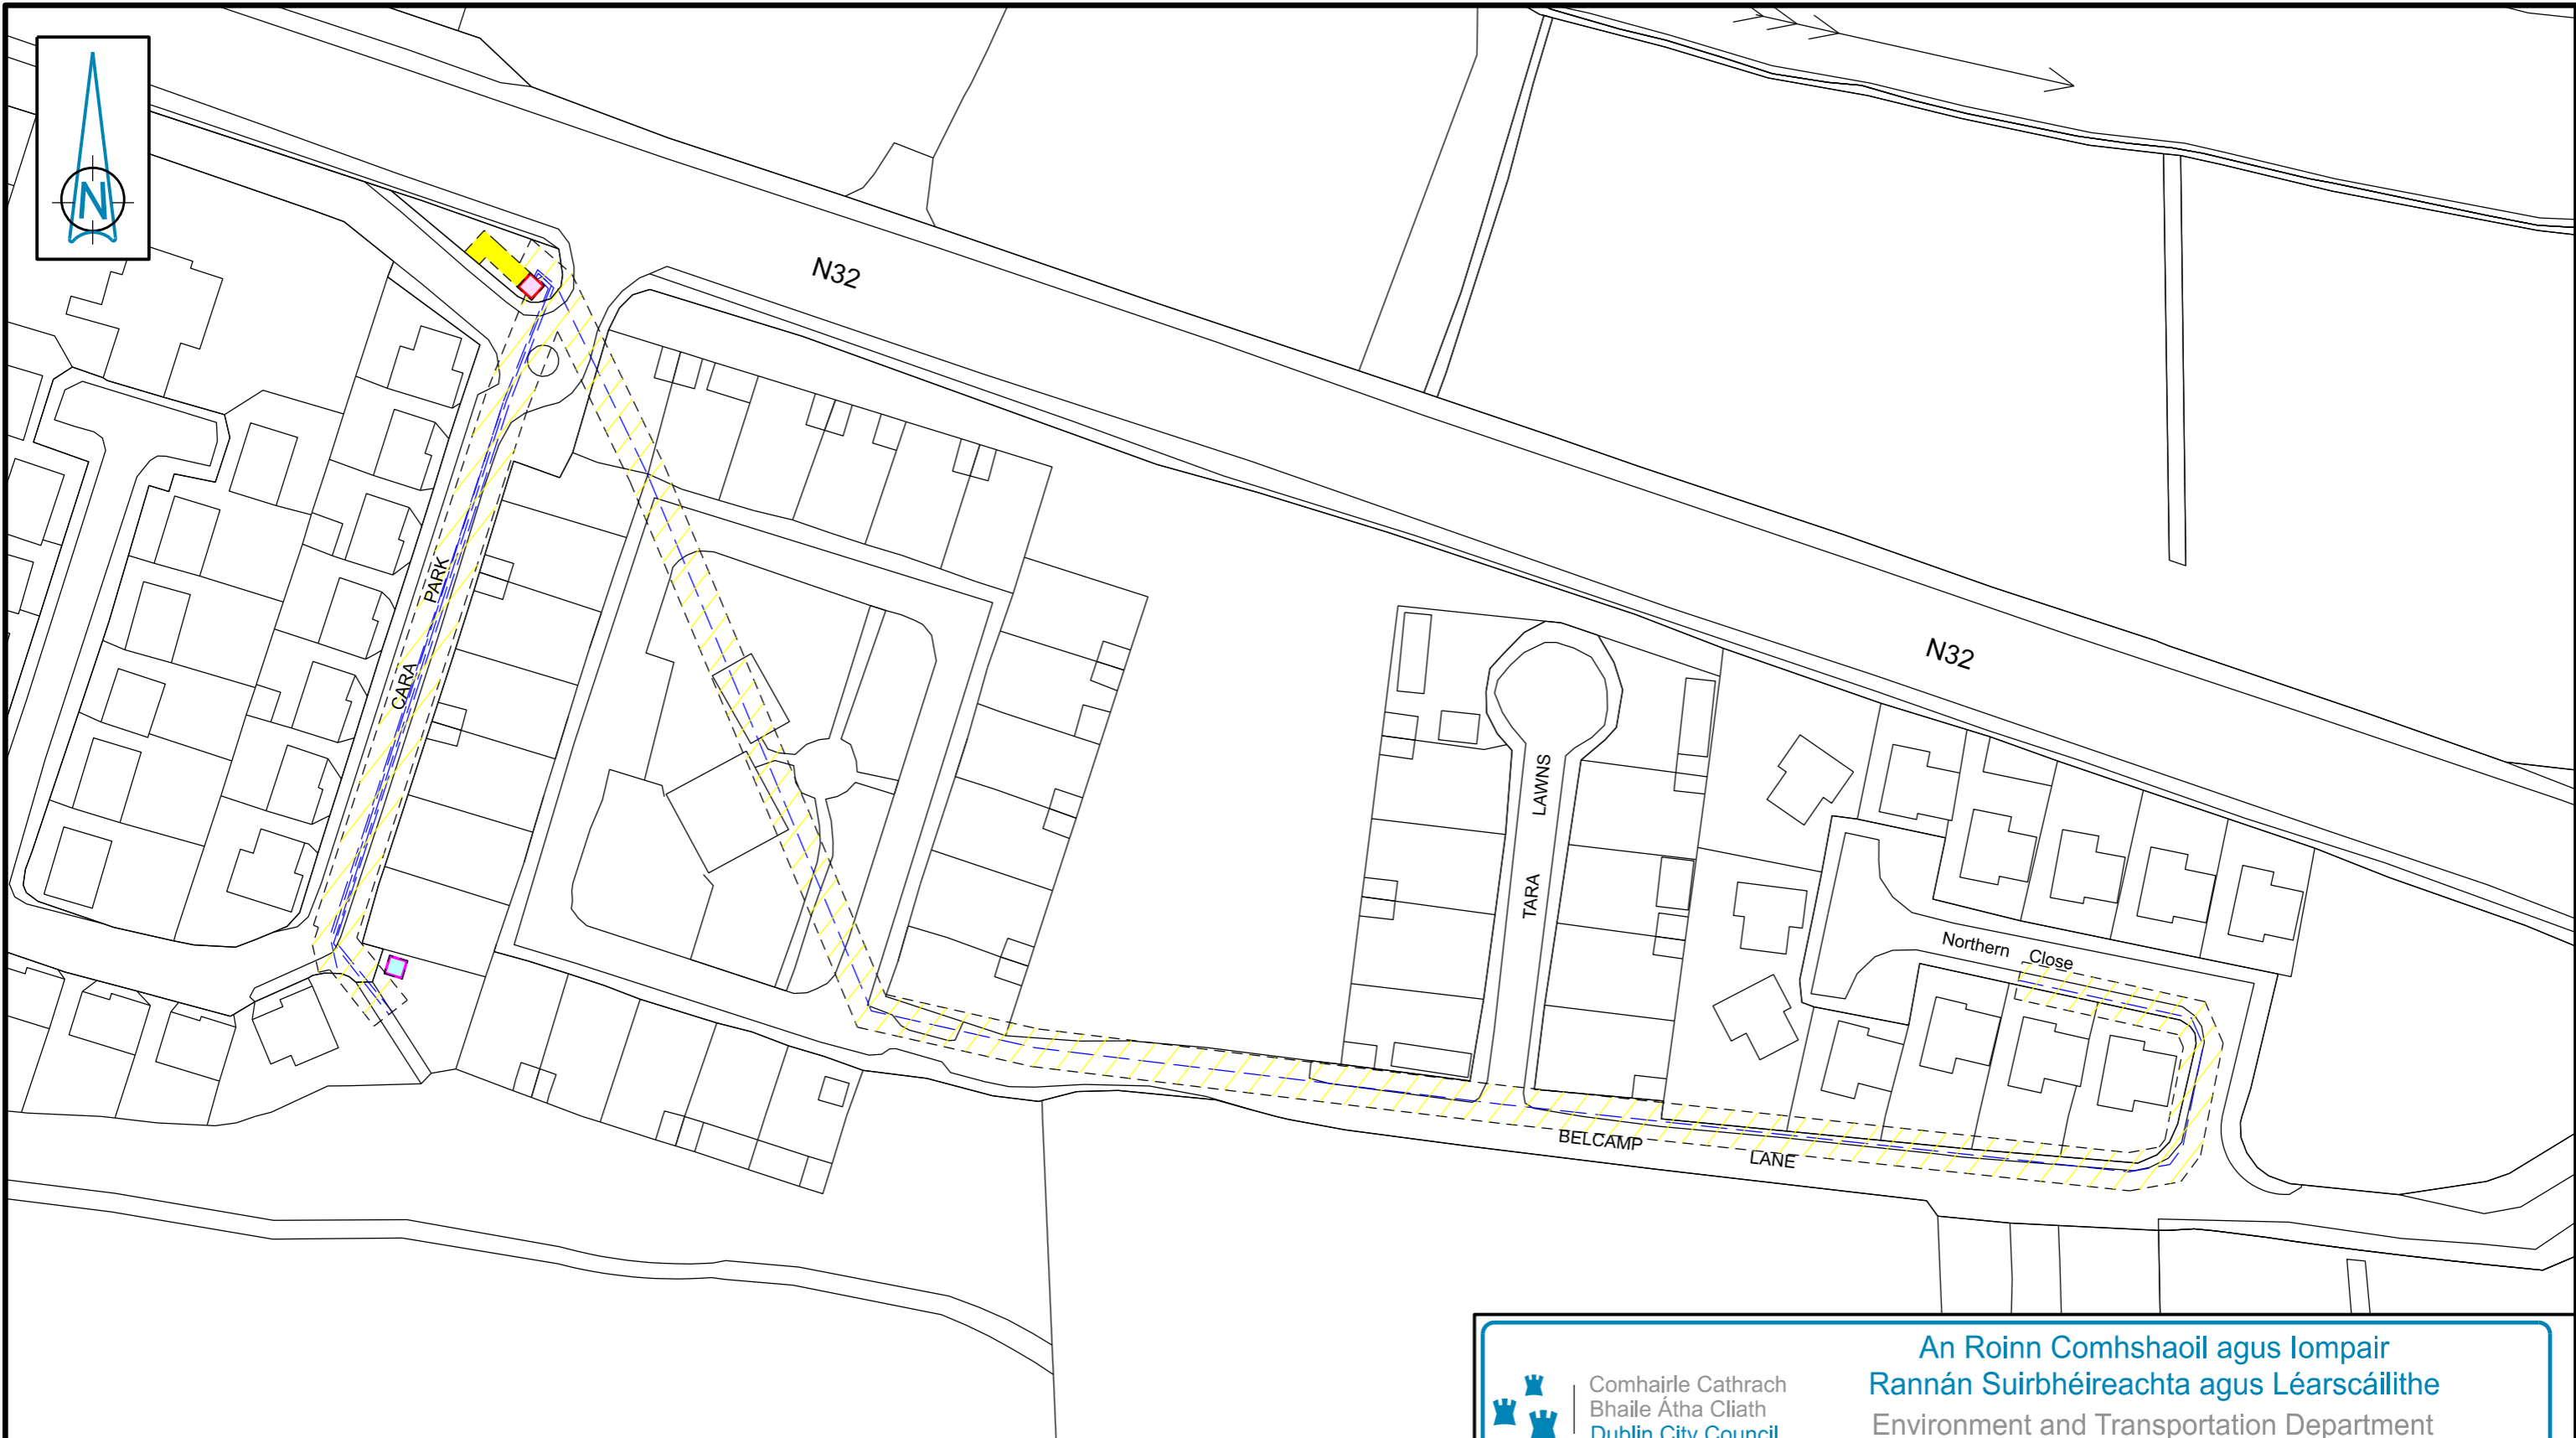 N
N32
PARK
CARA
N32
LAWNS
TARA
Northern Close
BELCAMP
LANE
An Roinn Comhshaoil agus Iompair
Rannán Suirbhéireachta agus Léarscáilithe
Environment and Transportation Department
Comhairle Cathrach
Bhaile Átha Cliath
Dublin City Council